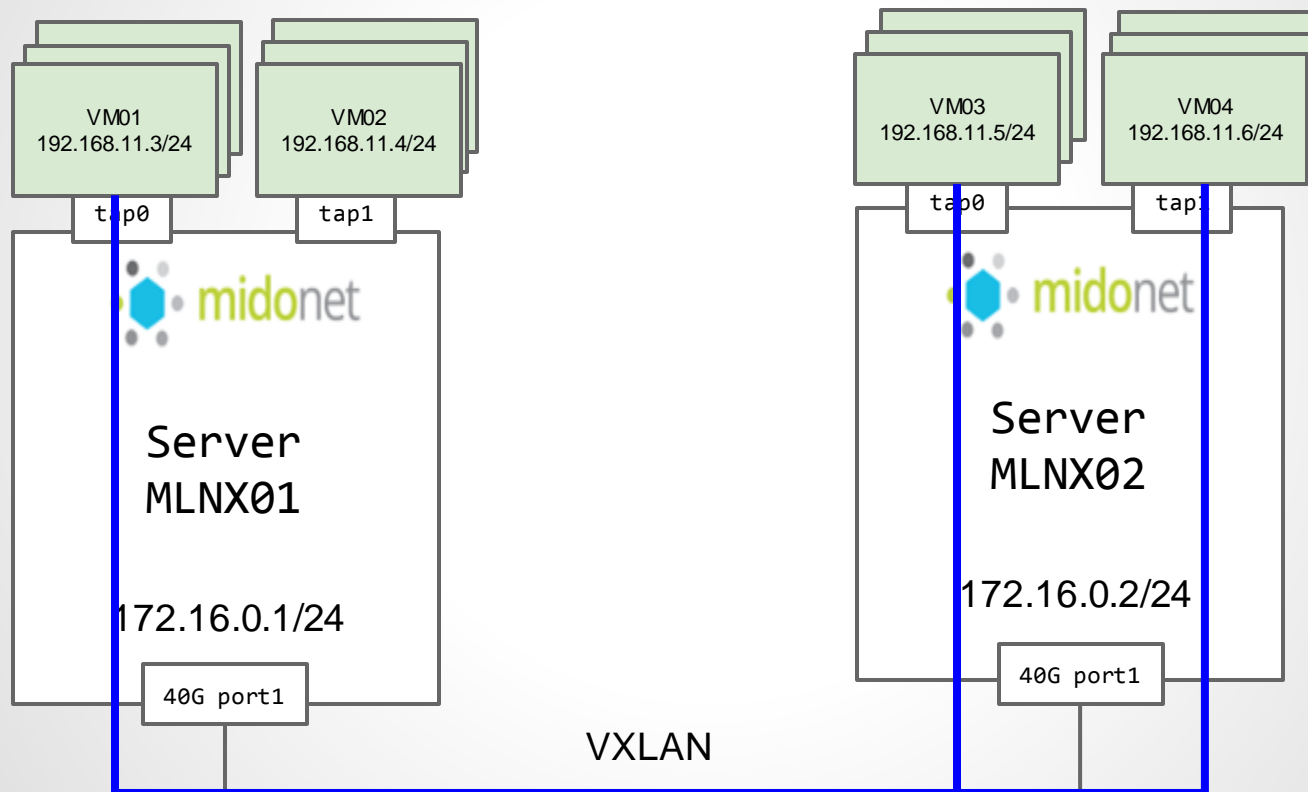 VM01
192.168.11.3/24
VM02
192.168.11.4/24
tap0
tap1
midonet
Server
MLNX01
172.16.0.1/24
40G port1
VM03
192.168.11.5/24
VM04
192.168.11.6/24
tap0
tap1
midonet
Server
MLNX02
172.16.0.2/24
40G port1
VXLAN